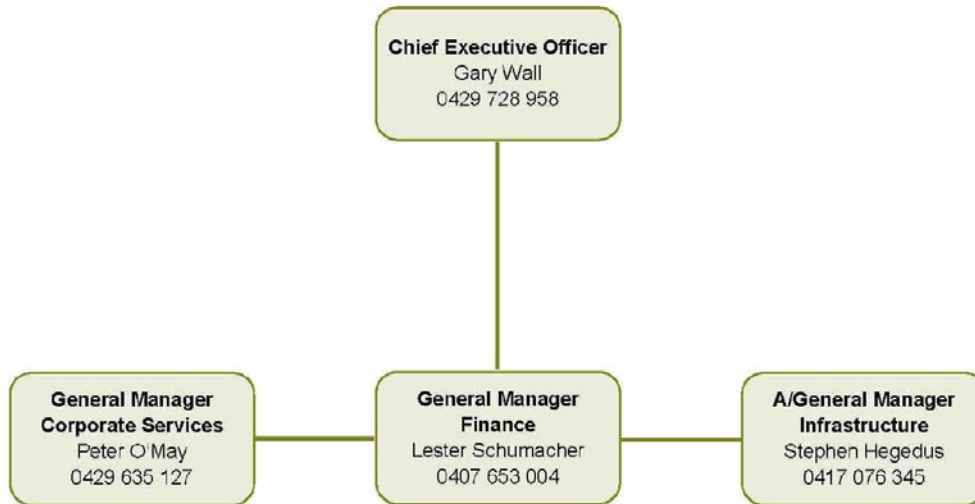 Chief Executive Officer
Gary Wall
0429 728 958
General Manager
Corporate Services
Peter O'May
0429 635 127
General Manager
Finance
Lester Schumacher
0407 653 004
A/General Manager
Infrastructure
Stephen Hegedus
0417 076 345